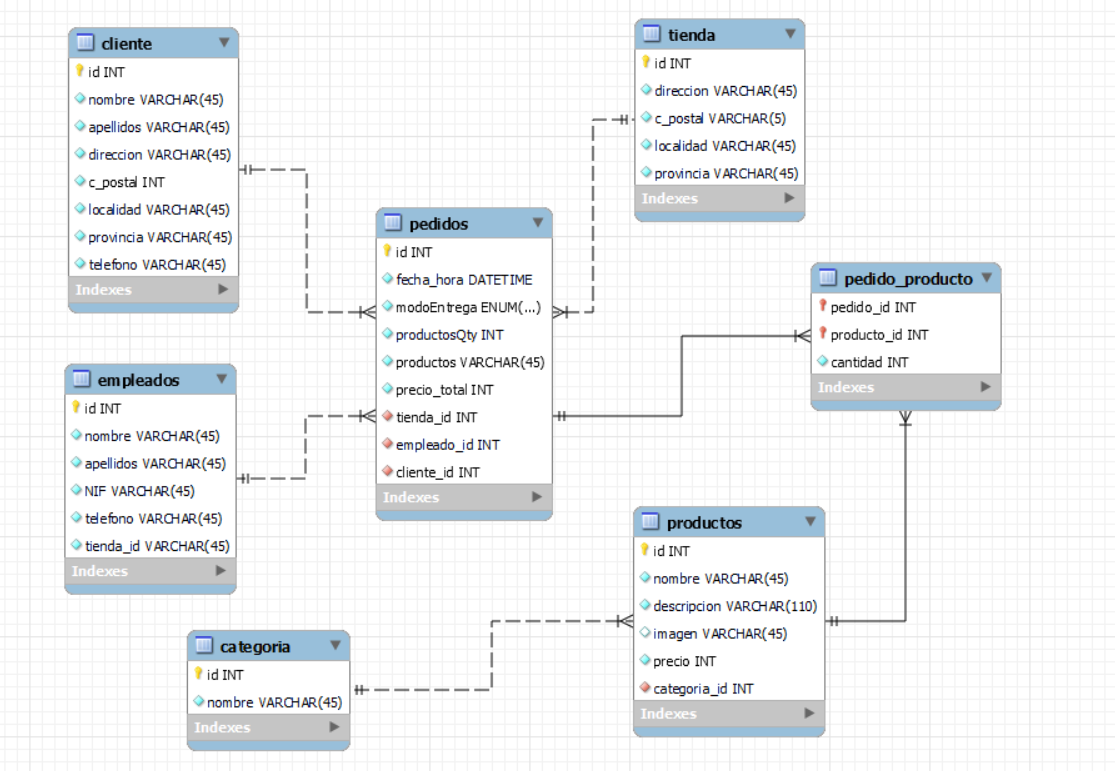 cliente
id INT
nombre VARCHAR(45)
apellidos VARCHAR(45)
direccion VARCHAR(45)
c_postal INT
localidad VARCHAR(45)
provincia VARCHAR(45)
telefono VARCHAR(45)
Indexes
tienda
id INT
direccion VARCHAR(45)
c_postal VARCHAR(5)
localidad VARCHAR(45)
provincia VARCHAR(45)
Indexes
pedidos
id INT
fecha_hora DATETIME
modoEntrega ENUM(...)
productosQty INT
productos VARCHAR(45)
precio_total INT
tienda_id INT
empleado_id INT
cliente_id INT
Indexes
pedido_producto
pedido_id INT
producto_id INT
cantidad INT
Indexes
empleados
id INT
nombre VARCHAR(45)
apellidos VARCHAR(45)
NIF VARCHAR(45)
telefono VARCHAR(45)
tienda_id VARCHAR(45)
Indexes
productos
id INT
nombre VARCHAR(45)
descripcion VARCHAR(110)
imagen VARCHAR(45)
precio INT
categoria_id INT
Indexes
categoria
id INT
nombre VARCHAR(45)
Indexes